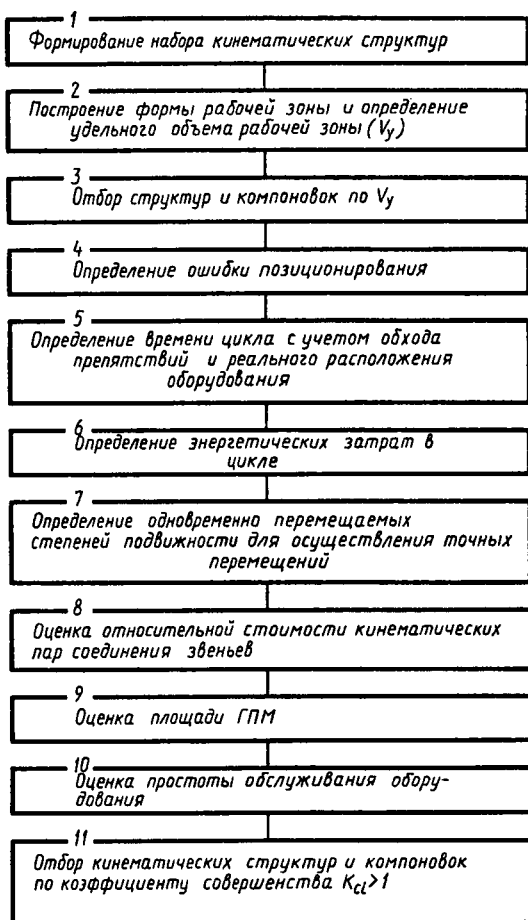 1
Формирование набора кинематических структур
2
Построение формы рабочей зоны и определение
удельного объема рабочей зоны (Vу)
3
Отбор структур и компоновок по Vу
4
Определение ошибки позиционирования
5
Определение времени цикла с учетом обхода
препятствий и реального расположения
оборудования
6
Определение энергетических затрат в
цикле
7
Определение одновременно перемещаемых
степеней подвижности для осуществления точных
перемещений
8
Оценка относительной стоимости кинематических
пар соединения звеньев
9
Оценка площади ГПМ
10
Оценка простоты обслуживания обору-
дования
11
Отбор кинематических структур и компоновок
по коэффициенту совершенства Kci>1